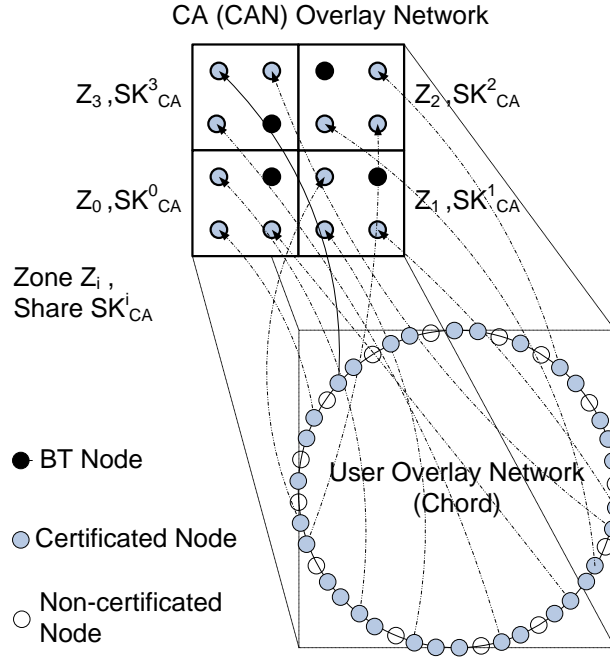 CA (CAN) Overlay Network
Z₃ ,SK³CA
Z₂ ,SK²CA
Z₀ ,SK⁰CA
Z₁ ,SK¹CA
Zone Zᵢ ,
Share SKⁱCA
User Overlay Network
(Chord)
BT Node
Certificated Node
Non-certificated
Node